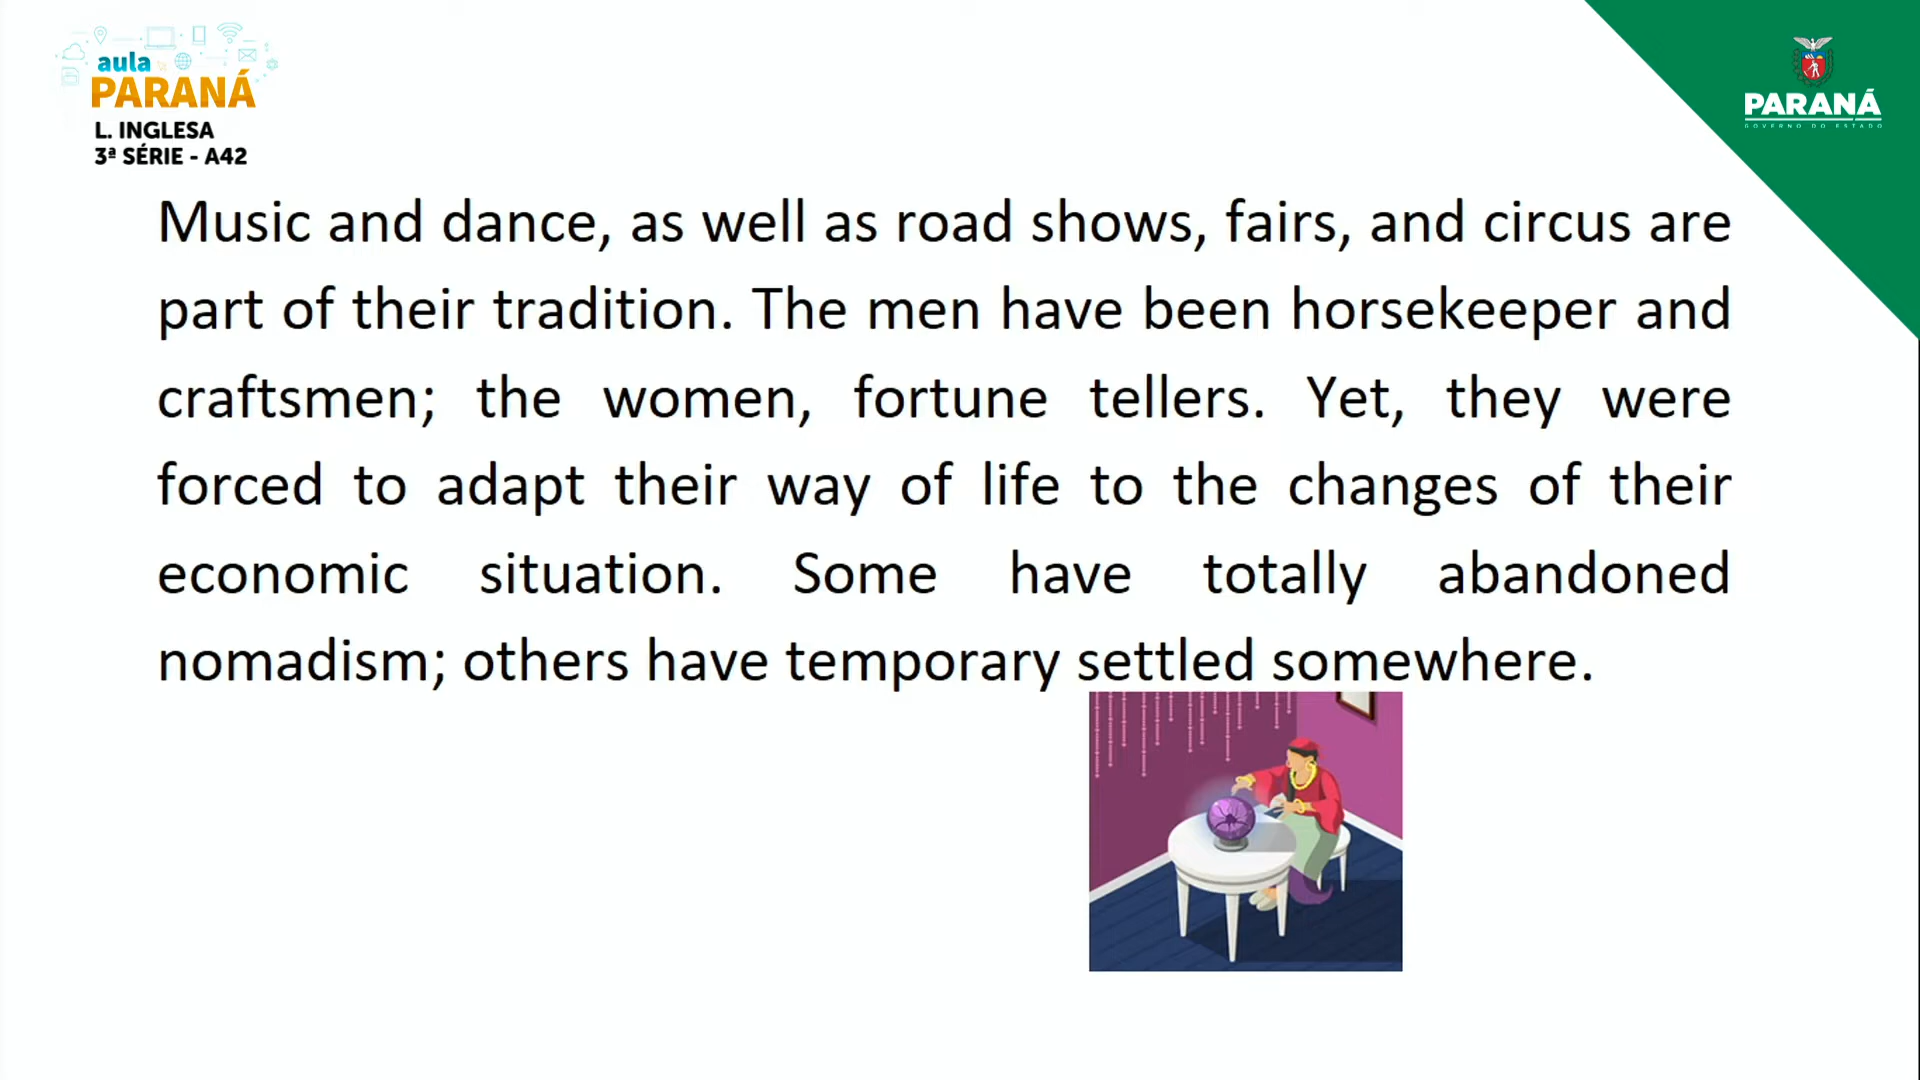 aula
PARANÁ
L. INGLESA
3ª SÉRIE - A42
PARANÁ
GOVERNO DO ESTADO
Music and dance, as well as road shows, fairs, and circus are
part of their tradition. The men have been horsekeeper and
craftsmen; the women, fortune tellers. Yet, they were
forced to adapt their way of life to the changes of their
economic situation. Some have totally abandoned
nomadism; others have temporary settled somewhere.